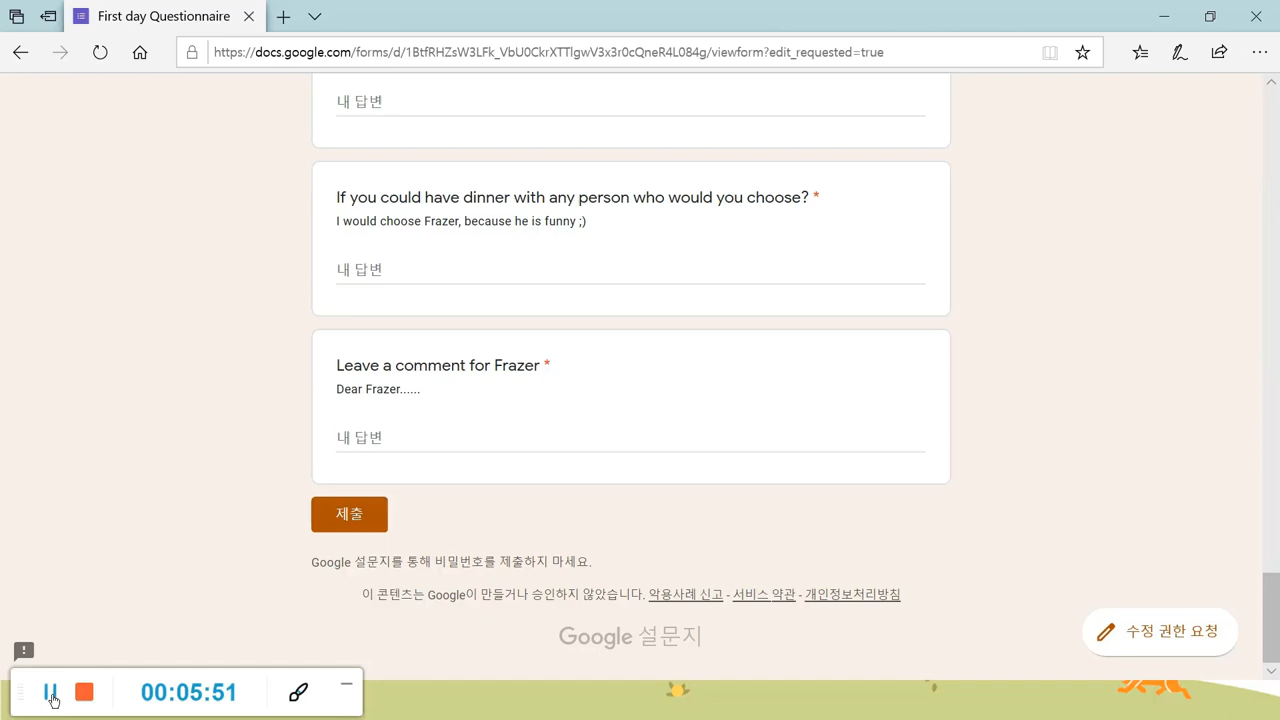 First day Questionnaire
https://docs.google.com/forms/d/1BtfRHZsW3LFk_VbU0CkrXTTlgwV3x3r0cQneR4L084g/viewform?edit_requested=true
내 답변
If you could have dinner with any person who would you choose? *
I would choose Frazer, because he is funny ;)
내 답변
Leave a comment for Frazer *
Dear Frazer......
내 답변
제출
Google 설문지를 통해 비밀번호를 제출하지 마세요.
이 콘텐츠는 Google이 만들거나 승인하지 않았습니다. 악용사례 신고 - 서비스 약관 - 개인정보처리방침
Google 설문지
수정 권한 요청
00:05:51